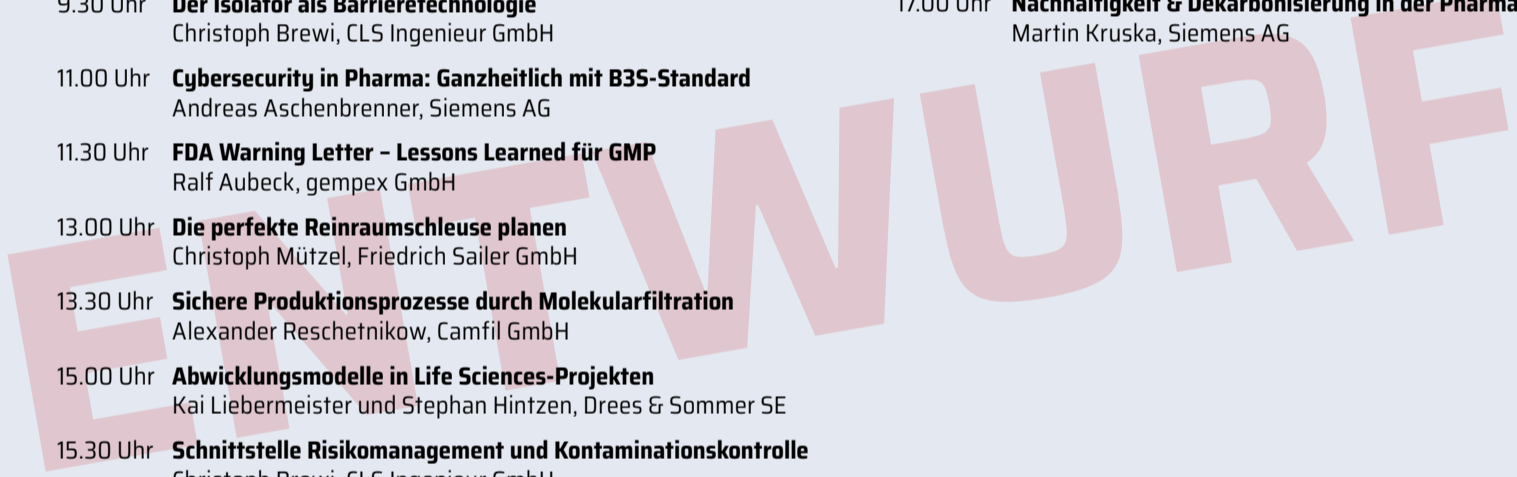 9.30 Uhr Der Isolator als Barrieretechnologie
Christoph Brewi, CLS Ingenieur GmbH
11.00 Uhr Cybersecurity in Pharma: Ganzheitlich mit B3S-Standard
Andreas Aschenbrenner, Siemens AG
11.30 Uhr FDA Warning Letter – Lessons Learned für GMP
Ralf Aubeck, gempex GmbH
13.00 Uhr Die perfekte Reinraumschleuse planen
Christoph Mützel, Friedrich Sailer GmbH
13.30 Uhr Sichere Produktionsprozesse durch Molekularfiltration
Alexander Reschetnikow, Camfil GmbH
15.00 Uhr Abwicklungsmodelle in Life Sciences-Projekten
Kai Liebermeister und Stephan Hintzen, Drees & Sommer SE
15.30 Uhr Schnittstelle Risikomanagement und Kontaminationskontrolle
Christoph Brewi, CLS Ingenieur GmbH
17.00 Uhr Nachhaltigkeit & Dekarbonisierung in der Pharma
Martin Kruska, Siemens AG
ENTWURF